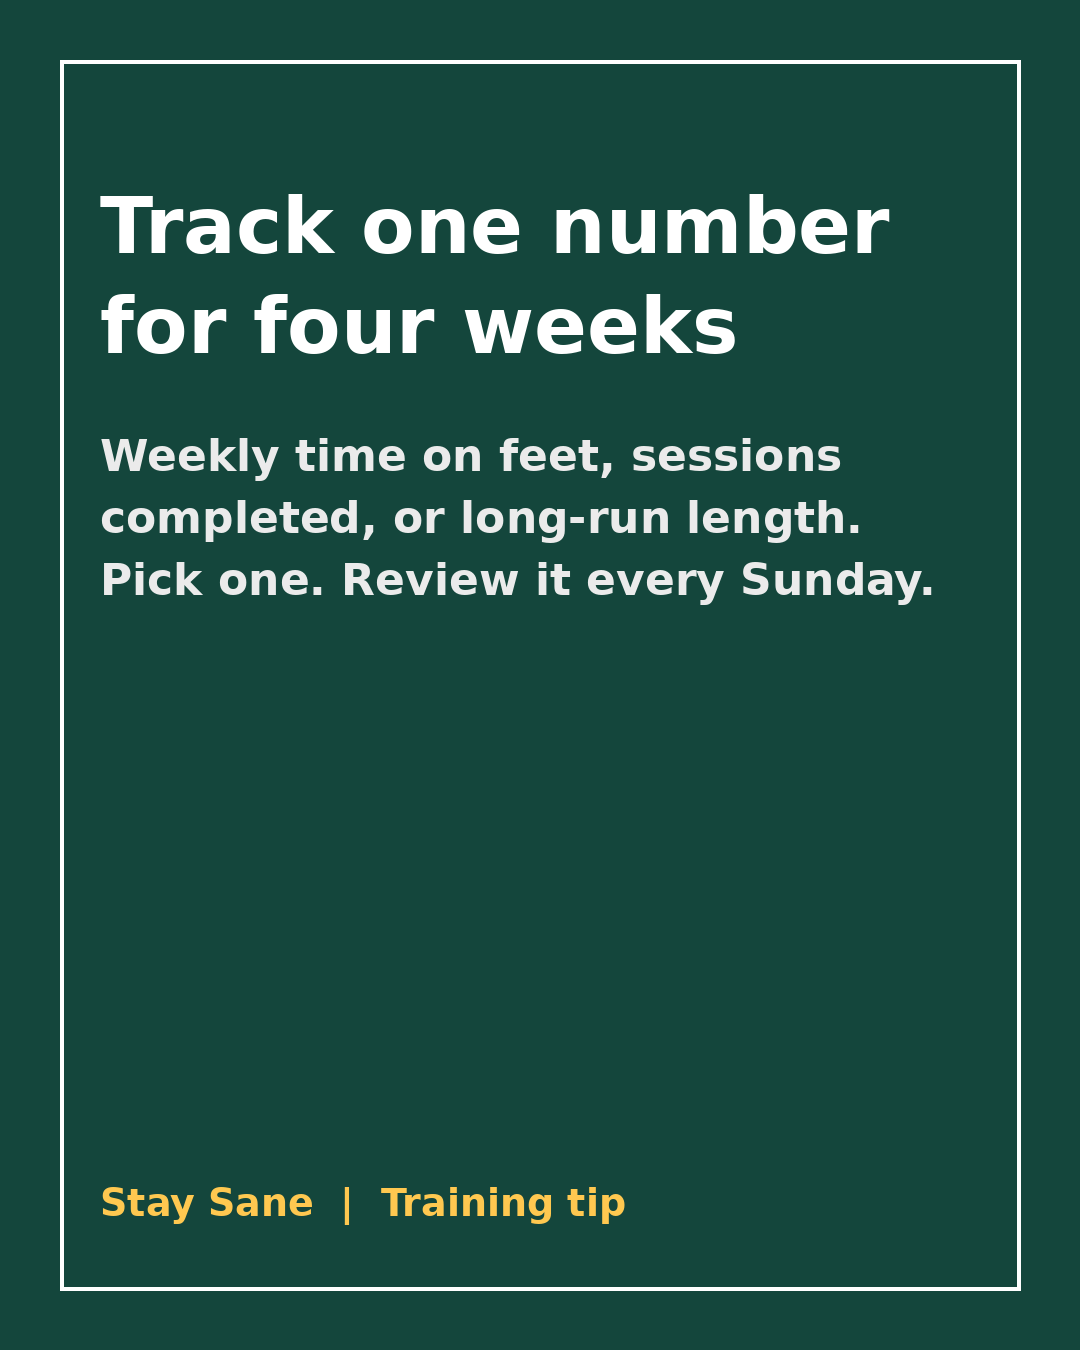 Track one number
for four weeks
Weekly time on feet, sessions
completed, or long-run length.
Pick one. Review it every Sunday.
Stay Sane | Training tip